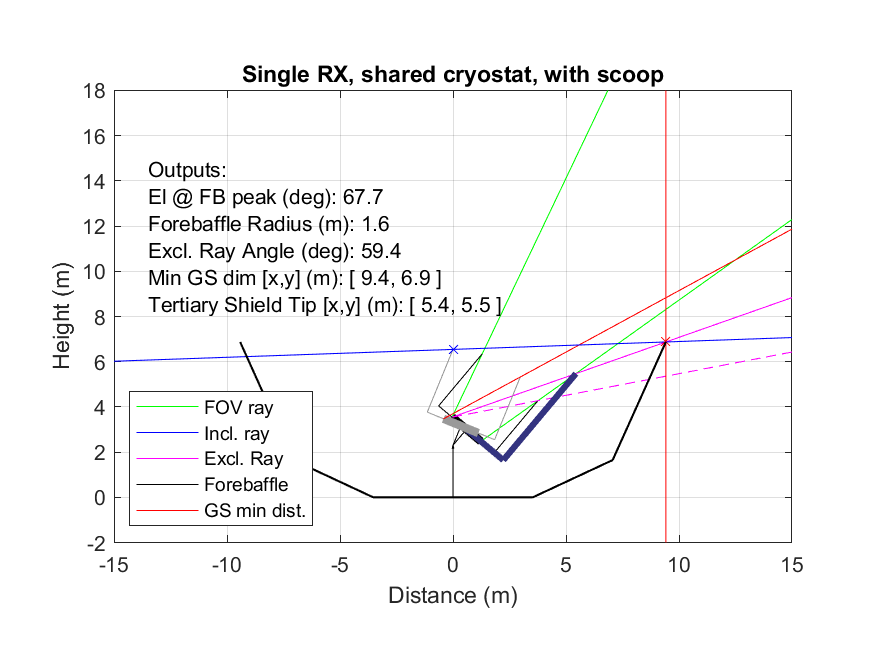 Single RX, shared cryostat, with scoop
18
16
14
12
10
8
6
4
2
0
-2
Height (m)
Outputs:
El @ FB peak (deg): 67.7
Forebaffle Radius (m): 1.6
Excl. Ray Angle (deg): 59.4
Min GS dim [x,y] (m): [ 9.4, 6.9 ]
Tertiary Shield Tip [x,y] (m): [ 5.4, 5.5 ]
FOV ray
Incl. ray
Excl. Ray
Forebaffle
GS min dist.
-15 -10 -5 0 5 10 15
Distance (m)